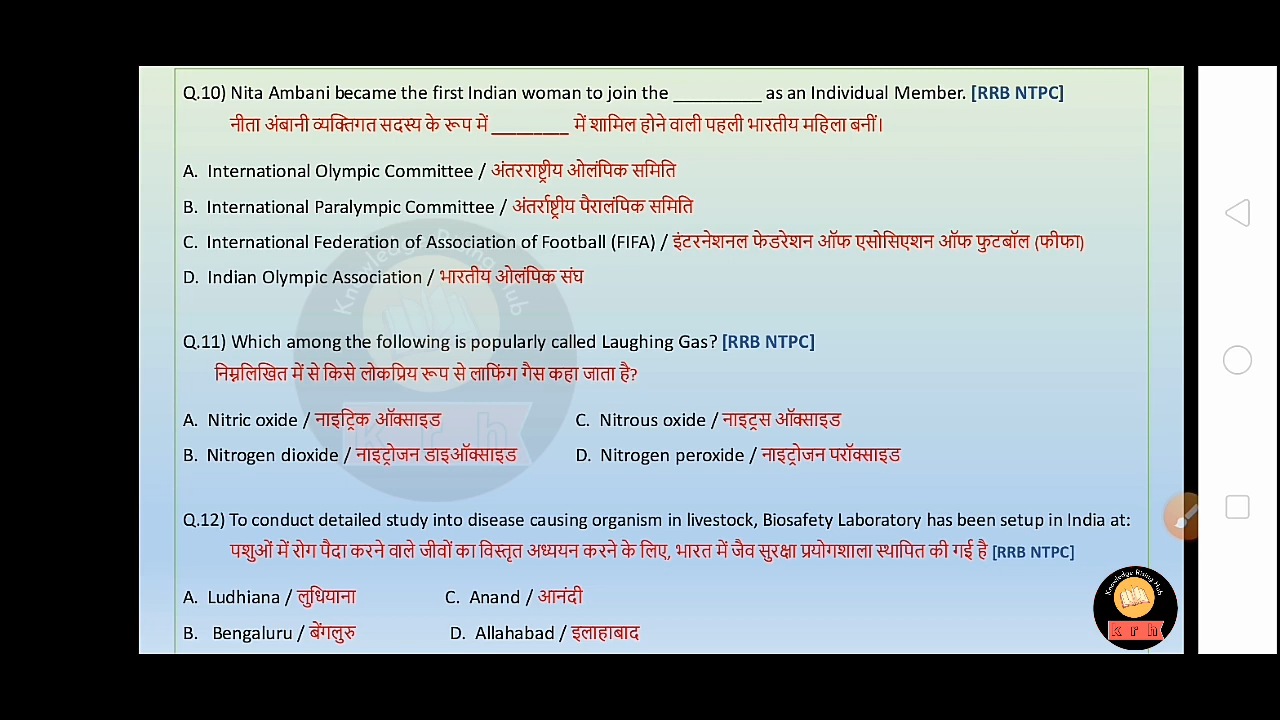 Q.10) Nita Ambani became the first Indian woman to join the _________ as an Individual Member. [RRB NTPC]
नीता अंबानी व्यक्तिगत सदस्य के रूप में ________ में शामिल होने वाली पहली भारतीय महिला बनीं।
A. International Olympic Committee / अंतरराष्ट्रीय ओलंपिक समिति
B. International Paralympic Committee / अंतर्राष्ट्रीय पैरालंपिक समिति
C. International Federation of Association of Football (FIFA) / इंटरनेशनल फेडरेशन ऑफ एसोसिएशन ऑफ फुटबॉल (फीफा)
D. Indian Olympic Association / भारतीय ओलंपिक संघ
Q.11) Which among the following is popularly called Laughing Gas? [RRB NTPC]
निम्नलिखित में से किसे लोकप्रिय रूप से लाफिंग गैस कहा जाता है?
A. Nitric oxide / नाइट्रिक ऑक्साइड C. Nitrous oxide / नाइट्रस ऑक्साइड
B. Nitrogen dioxide / नाइट्रोजन डाइऑक्साइड D. Nitrogen peroxide / नाइट्रोजन परॉक्साइड
Q.12) To conduct detailed study into disease causing organism in livestock, Biosafety Laboratory has been setup in India at:
पशुओं में रोग पैदा करने वाले जीवों का विस्तृत अध्ययन करने के लिए, भारत में जैव सुरक्षा प्रयोगशाला स्थापित की गई है [RRB NTPC]
A. Ludhiana / लुधियाना C. Anand / आनंदी
B. Bengaluru / बेंगलुरु D. Allahabad / इलाहाबाद
Knowledge Rising Hub
k r h
Knowledge Rising Hub
k r h